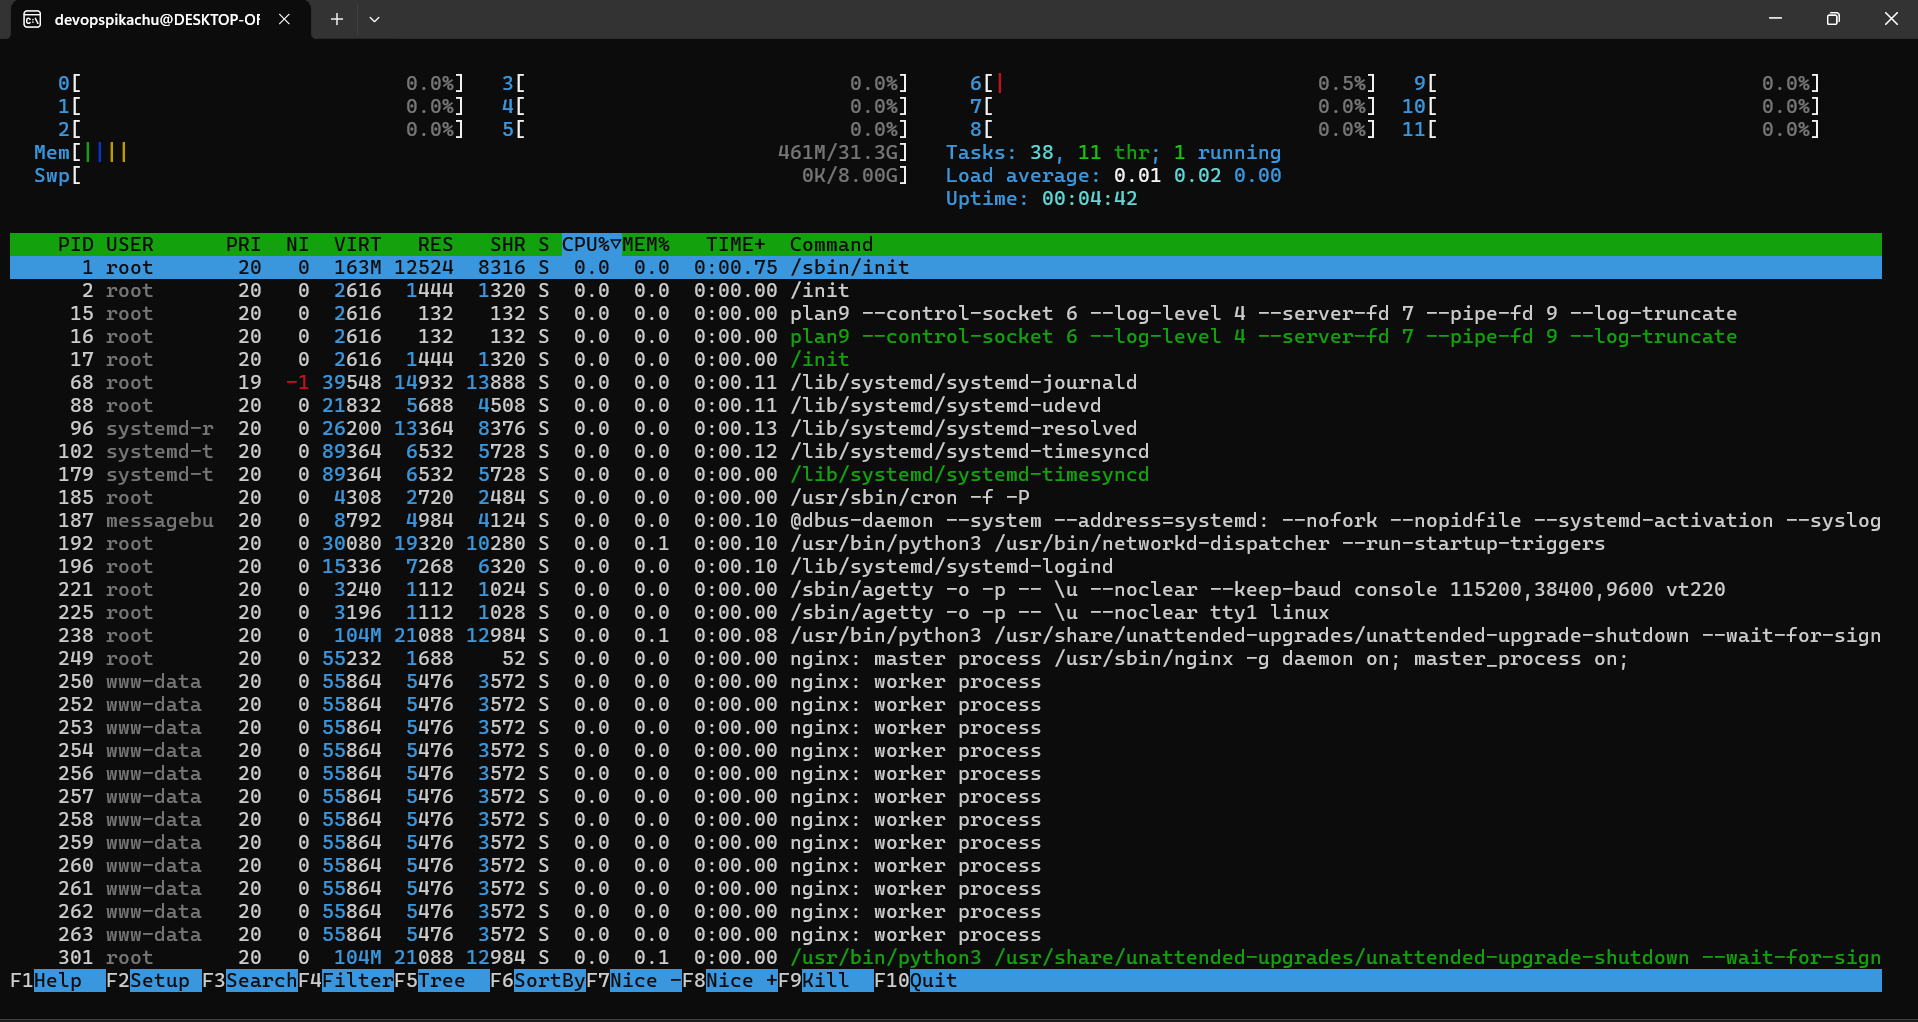 devopspikachu@DESKTOP-OF
0[ 0.0%] 3[ 0.0%] 6[| 0.5%] 9[ 0.0%]
1[ 0.0%] 4[ 0.0%] 7[ 0.0%] 10[ 0.0%]
2[ 0.0%] 5[ 0.0%] 8[ 0.0%] 11[ 0.0%]
Mem[|||| 461M/31.3G] Tasks: 38, 11 thr; 1 running
Swp[ 0K/8.00G] Load average: 0.01 0.02 0.00
Uptime: 00:04:42
PID USER PRI NI VIRT RES SHR S CPU%▽MEM% TIME+ Command
1 root 20 0 163M 12524 8316 S 0.0 0.0 0:00.75 /sbin/init
2 root 20 0 2616 1444 1320 S 0.0 0.0 0:00.00 /init
15 root 20 0 2616 132 132 S 0.0 0.0 0:00.00 plan9 --control-socket 6 --log-level 4 --server-fd 7 --pipe-fd 9 --log-truncate
16 root 20 0 2616 132 132 S 0.0 0.0 0:00.00 plan9 --control-socket 6 --log-level 4 --server-fd 7 --pipe-fd 9 --log-truncate
17 root 20 0 2616 1444 1320 S 0.0 0.0 0:00.00 /init
68 root 19 -1 39548 14932 13888 S 0.0 0.0 0:00.11 /lib/systemd/systemd-journald
88 root 20 0 21832 5688 4508 S 0.0 0.0 0:00.11 /lib/systemd/systemd-udevd
96 systemd-r 20 0 26200 13364 8376 S 0.0 0.0 0:00.13 /lib/systemd/systemd-resolved
102 systemd-t 20 0 89364 6532 5728 S 0.0 0.0 0:00.12 /lib/systemd/systemd-timesyncd
179 systemd-t 20 0 89364 6532 5728 S 0.0 0.0 0:00.00 /lib/systemd/systemd-timesyncd
185 root 20 0 4308 2720 2484 S 0.0 0.0 0:00.00 /usr/sbin/cron -f -P
187 messagebu 20 0 8792 4984 4124 S 0.0 0.0 0:00.10 @dbus-daemon --system --address=systemd: --nofork --nopidfile --systemd-activation --syslog
192 root 20 0 30080 19320 10280 S 0.0 0.1 0:00.10 /usr/bin/python3 /usr/bin/networkd-dispatcher --run-startup-triggers
196 root 20 0 15336 7268 6320 S 0.0 0.0 0:00.10 /lib/systemd/systemd-logind
221 root 20 0 3240 1112 1024 S 0.0 0.0 0:00.00 /sbin/agetty -o -p -- \u --noclear --keep-baud console 115200,38400,9600 vt220
225 root 20 0 3196 1112 1028 S 0.0 0.0 0:00.00 /sbin/agetty -o -p -- \u --noclear tty1 linux
238 root 20 0 104M 21088 12984 S 0.0 0.1 0:00.08 /usr/bin/python3 /usr/share/unattended-upgrades/unattended-upgrade-shutdown --wait-for-sign
249 root 20 0 55232 1688 52 S 0.0 0.0 0:00.00 nginx: master process /usr/sbin/nginx -g daemon on; master_process on;
250 www-data 20 0 55864 5476 3572 S 0.0 0.0 0:00.00 nginx: worker process
252 www-data 20 0 55864 5476 3572 S 0.0 0.0 0:00.00 nginx: worker process
253 www-data 20 0 55864 5476 3572 S 0.0 0.0 0:00.00 nginx: worker process
254 www-data 20 0 55864 5476 3572 S 0.0 0.0 0:00.00 nginx: worker process
256 www-data 20 0 55864 5476 3572 S 0.0 0.0 0:00.00 nginx: worker process
257 www-data 20 0 55864 5476 3572 S 0.0 0.0 0:00.00 nginx: worker process
258 www-data 20 0 55864 5476 3572 S 0.0 0.0 0:00.00 nginx: worker process
259 www-data 20 0 55864 5476 3572 S 0.0 0.0 0:00.00 nginx: worker process
260 www-data 20 0 55864 5476 3572 S 0.0 0.0 0:00.00 nginx: worker process
261 www-data 20 0 55864 5476 3572 S 0.0 0.0 0:00.00 nginx: worker process
262 www-data 20 0 55864 5476 3572 S 0.0 0.0 0:00.00 nginx: worker process
263 www-data 20 0 55864 5476 3572 S 0.0 0.0 0:00.00 nginx: worker process
301 root 20 0 104M 21088 12984 S 0.0 0.1 0:00.00 /usr/bin/python3 /usr/share/unattended-upgrades/unattended-upgrade-shutdown --wait-for-sign
F1Help F2Setup F3SearchF4FilterF5Tree F6SortByF7Nice -F8Nice +F9Kill F10Quit